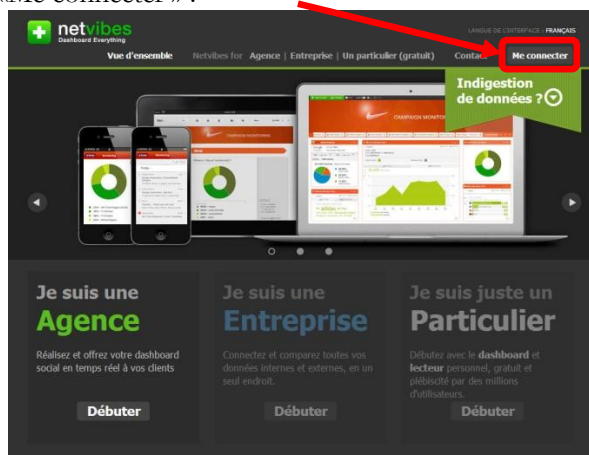 «Me connecter» :
netvibes
Dashboard Everything
LANGUE DE L'INTERFACE : FRANÇAIS
Vue d'ensemble Netvibes for Agence | Entreprise | Un particulier (gratuit) Contact Me connecter
Indigestion
de données ?
CAMPAIGN MONITORING
Je suis une
Agence
Réalisez et offrez votre dashboard
social en temps réel à vos clients
Débuter
Je suis une
Entreprise
Connectez et comparez toutes vos
données internes et externes, en un
seul endroit.
Débuter
Je suis juste un
Particulier
Débutez avec le dashboard et
lecteur personnel, gratuit et
plébiscité par des millions
d'utilisateurs.
Débuter